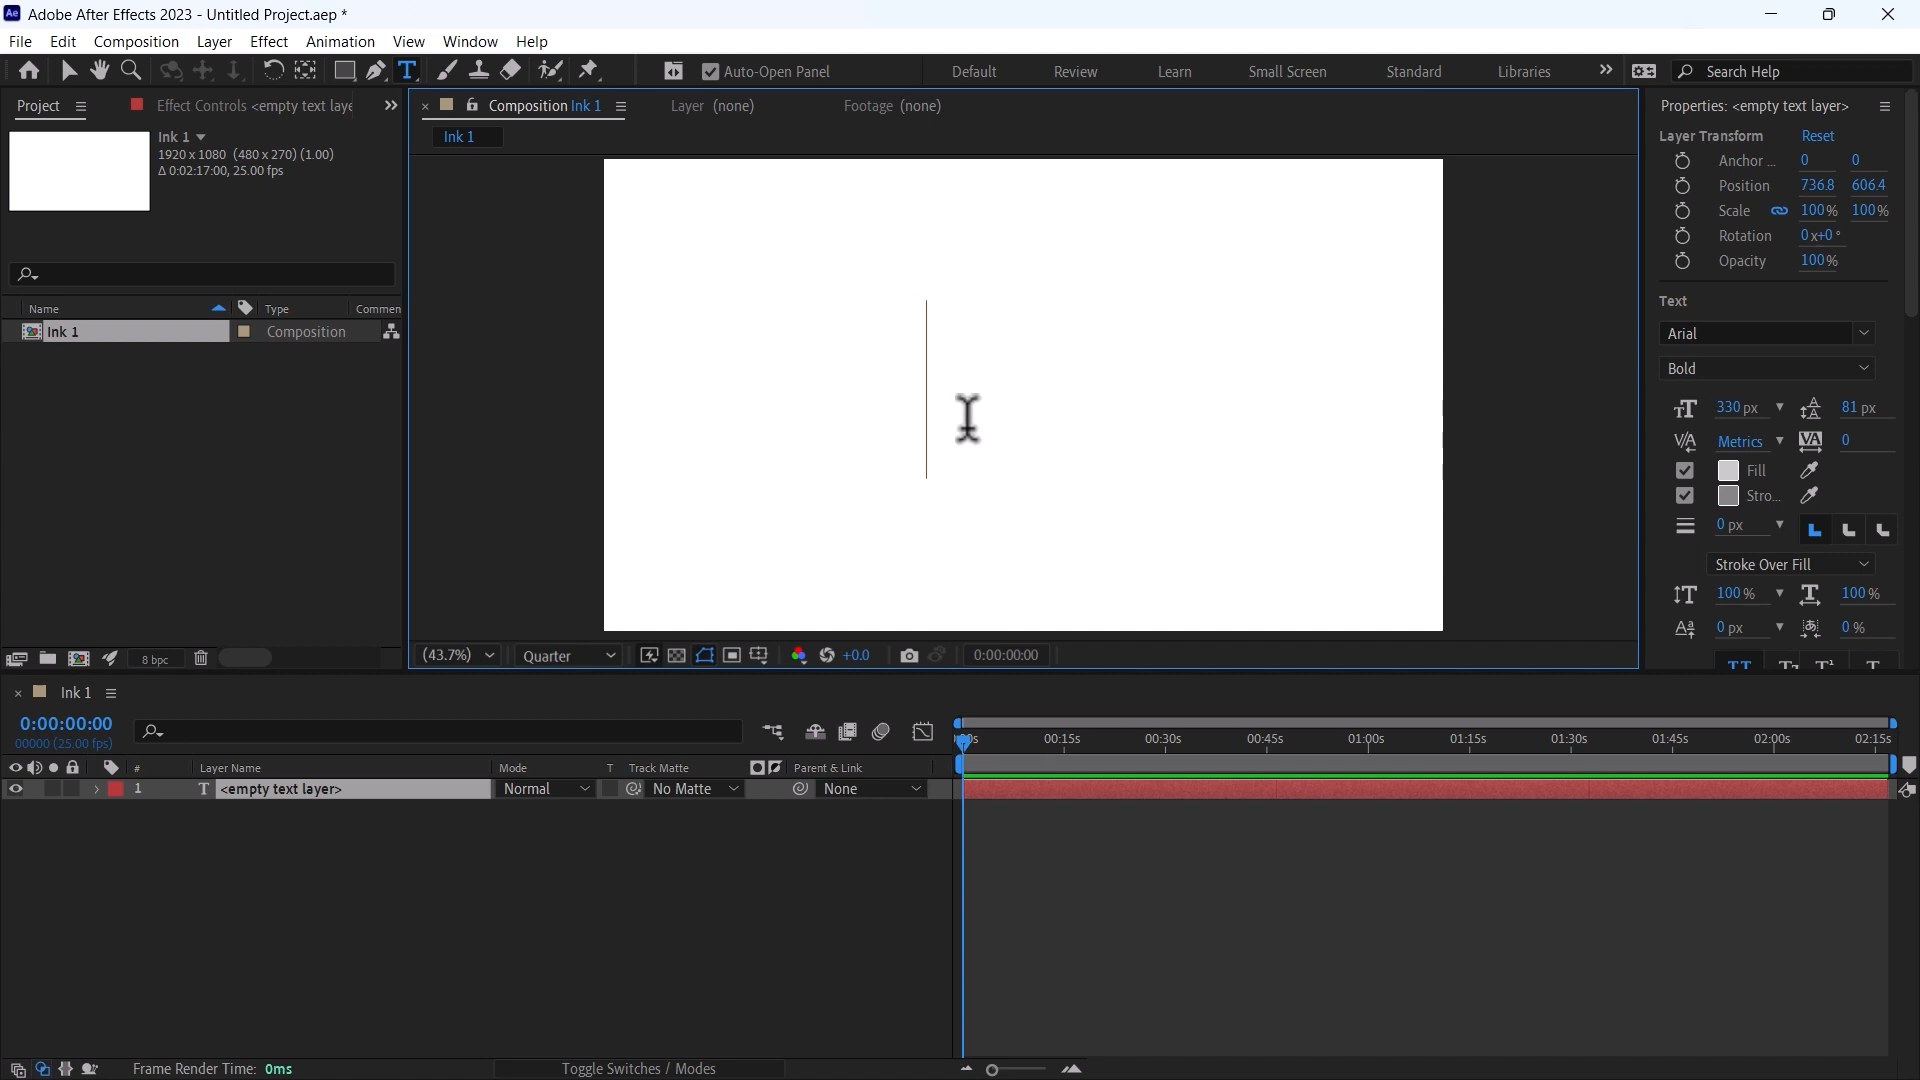 Ae Adobe After Effects 2023 - Untitled Project.aep *
File Edit Composition Layer Effect Animation View Window Help
Auto-Open Panel Default Review Learn Small Screen Standard Libraries Search Help
Project Effect Controls <empty text laye
Composition Ink 1 Layer (none) Footage (none)
Properties: <empty text layer>
Ink 1
1920 x 1080 (480 x 270) (1.00)
Δ 0:02:17:00, 25.00 fps
Ink 1
Layer Transform Reset
Anchor ... 0 0
Position 736.8 606.4
Scale 100% 100%
Rotation 0x+0°
Opacity 100%
Name Type Commen
Ink 1 Composition
Text
Arial
Bold
330 px 81 px
Metrics 0
Fill
Stro...
0 px
Stroke Over Fill
100% 100%
0 px 0%
8 bpc
(43.7%) Quarter +0.0 0:00:00:00
Ink 1
0:00:00:00
00000 (25.00 fps)
00:15s 00:30s 00:45s 01:00s 01:15s 01:30s 01:45s 02:00s 02:15s
# Layer Name Mode T Track Matte Parent & Link
1 T <empty text layer> Normal No Matte None
Frame Render Time: 0ms Toggle Switches / Modes